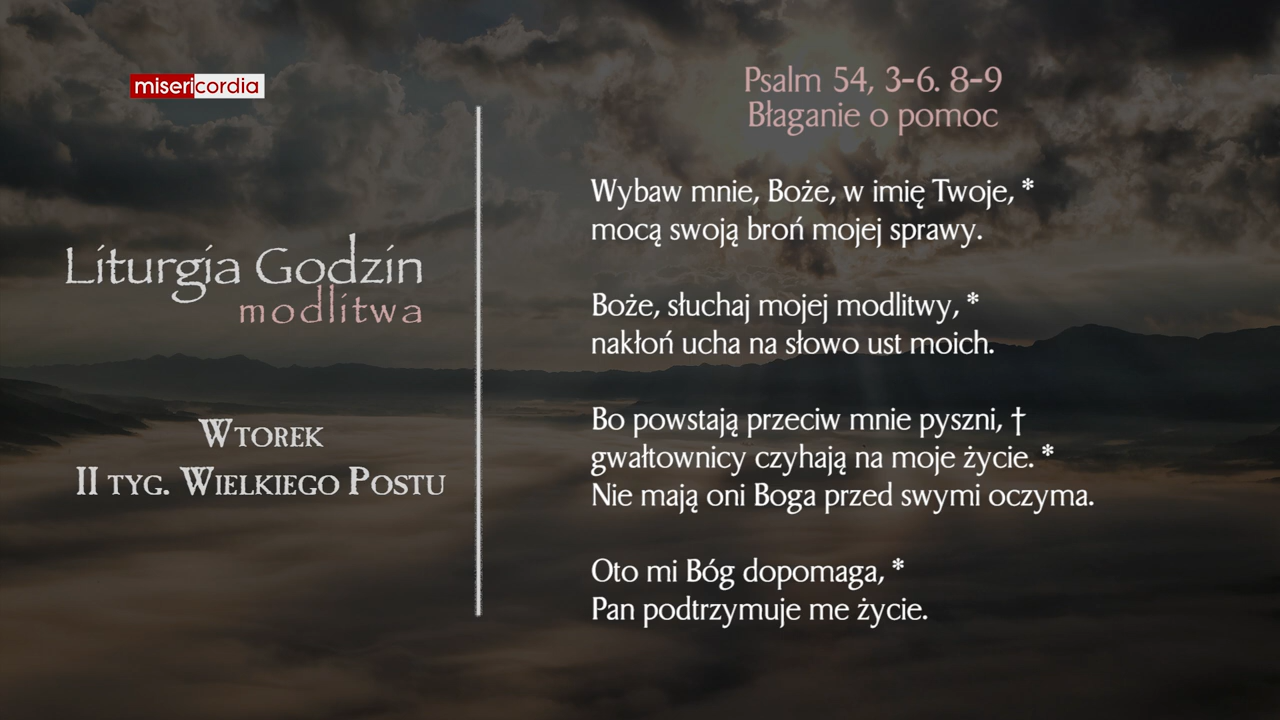 misericordia
Liturgia Godzin
modlitwa
Wtorek
II tyg. Wielkiego Postu
Psalm 54, 3-6. 8-9
Błaganie o pomoc
Wybaw mnie, Boże, w imię Twoje, *
mocą swoją broń mojej sprawy.
Boże, słuchaj mojej modlitwy, *
nakłoń ucha na słowo ust moich.
Bo powstają przeciw mnie pyszni, †
gwałtownicy czyhają na moje życie. *
Nie mają oni Boga przed swymi oczyma.
Oto mi Bóg dopomaga, *
Pan podtrzymuje me życie.